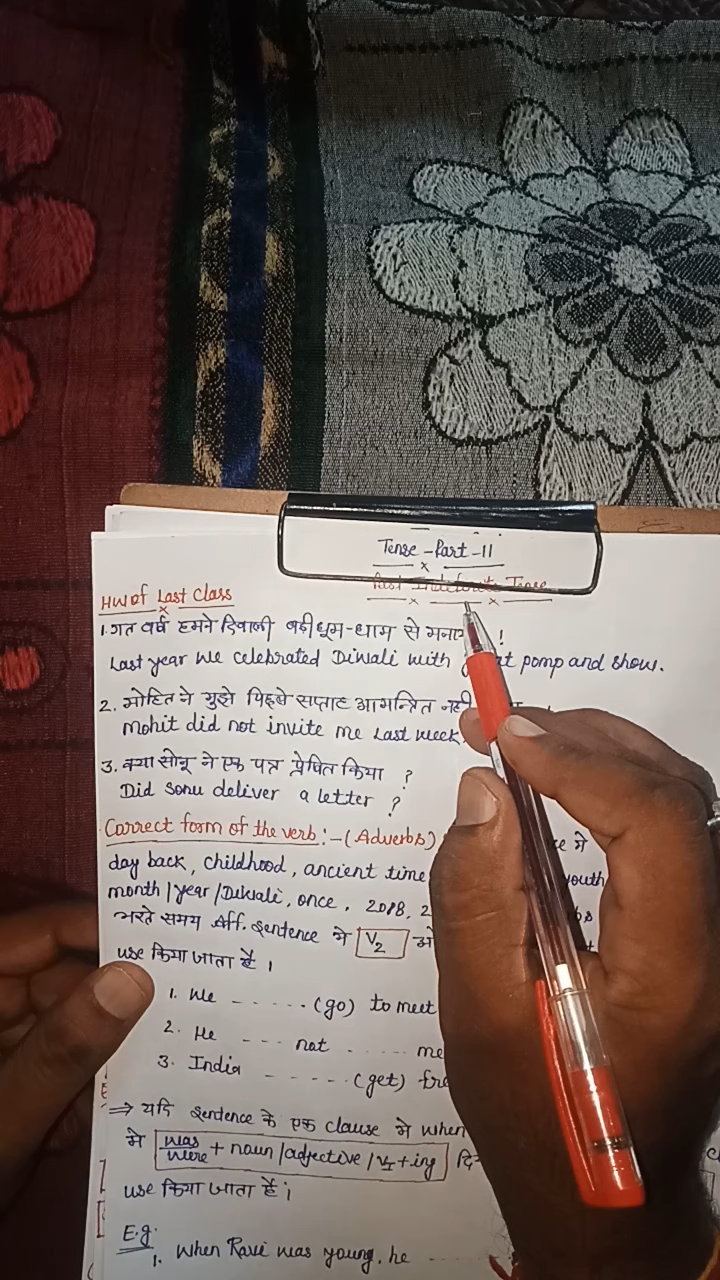 Tense - Part - II
Past Indefinite Tense
HW of Last Class
1. गत वर्ष हमने दिवाली बड़ी धूम-धाम से !
Last year we celebrated Diwali with pomp and show.
2. मोहित ने मुझे पिछले सप्ताह आमन्त्रित
Mohit did not invite me Last week
3. क्या सोनू ने एक पत्र प्रेषित किया ?
Did Sonu deliver a letter ?
Correct form of the verb :- (Adverbs) में
day back, childhood, ancient time youth
month / year / Diwali, once, 2018,
भरते समय Aff. Sentence में V2
use किया जाता है ।
1. We ...... (go) to meet
2. He --- not .....
3. India ------ (get)
⇒ यदि sentence के एक clause में when
में was/were + noun / adjective / V1 + ing
use किया जाता है ।
E.g.
1. When Ravi was young, he ----